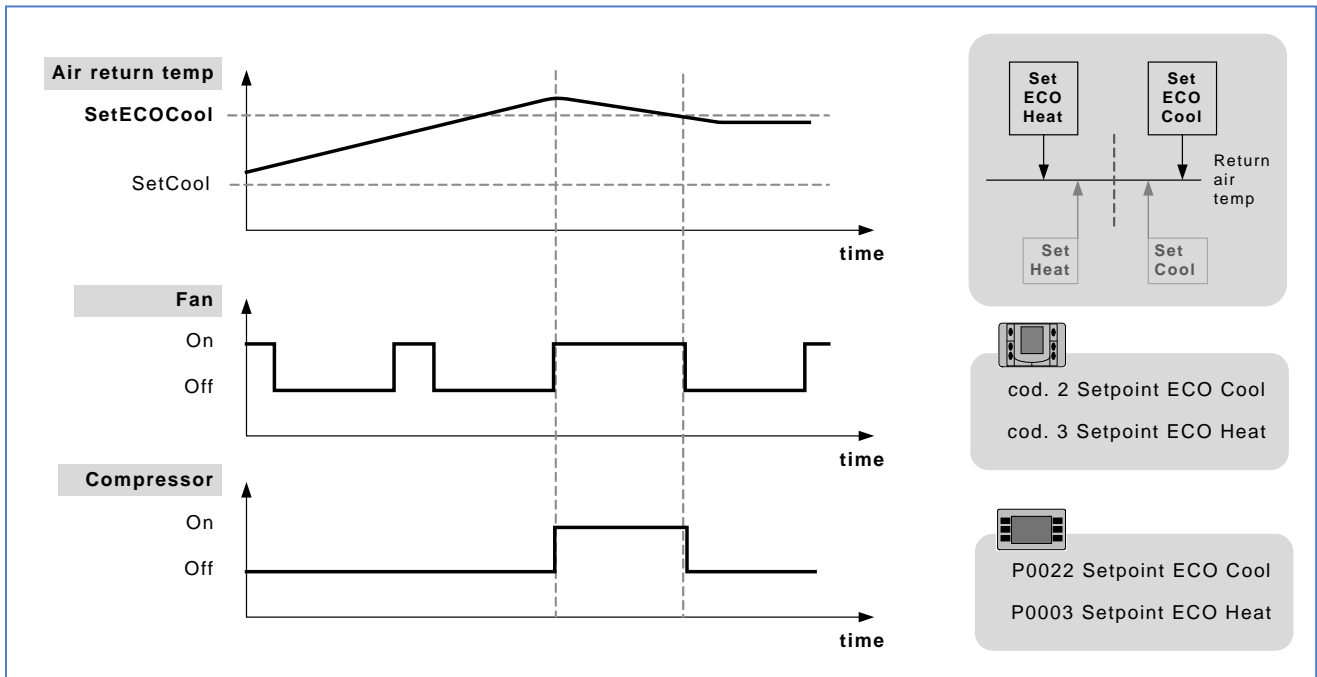 Air return temp
SetECOCool
SetCool
time
Fan
On
Off
time
Compressor
On
Off
time
Set
ECO
Heat
Set
ECO
Cool
Return
air
temp
Set
Heat
Set
Cool
cod. 2 Setpoint ECO Cool
cod. 3 Setpoint ECO Heat
P0022 Setpoint ECO Cool
P0003 Setpoint ECO Heat